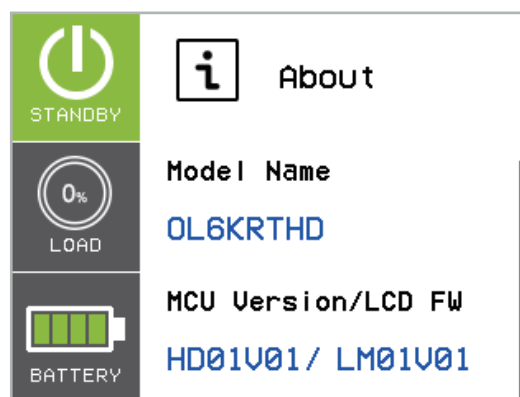 STANDBY
i About
0%
LOAD
Model Name
OL6KRTHD
MCU Version/LCD FW
HD01V01/ LM01V01
BATTERY